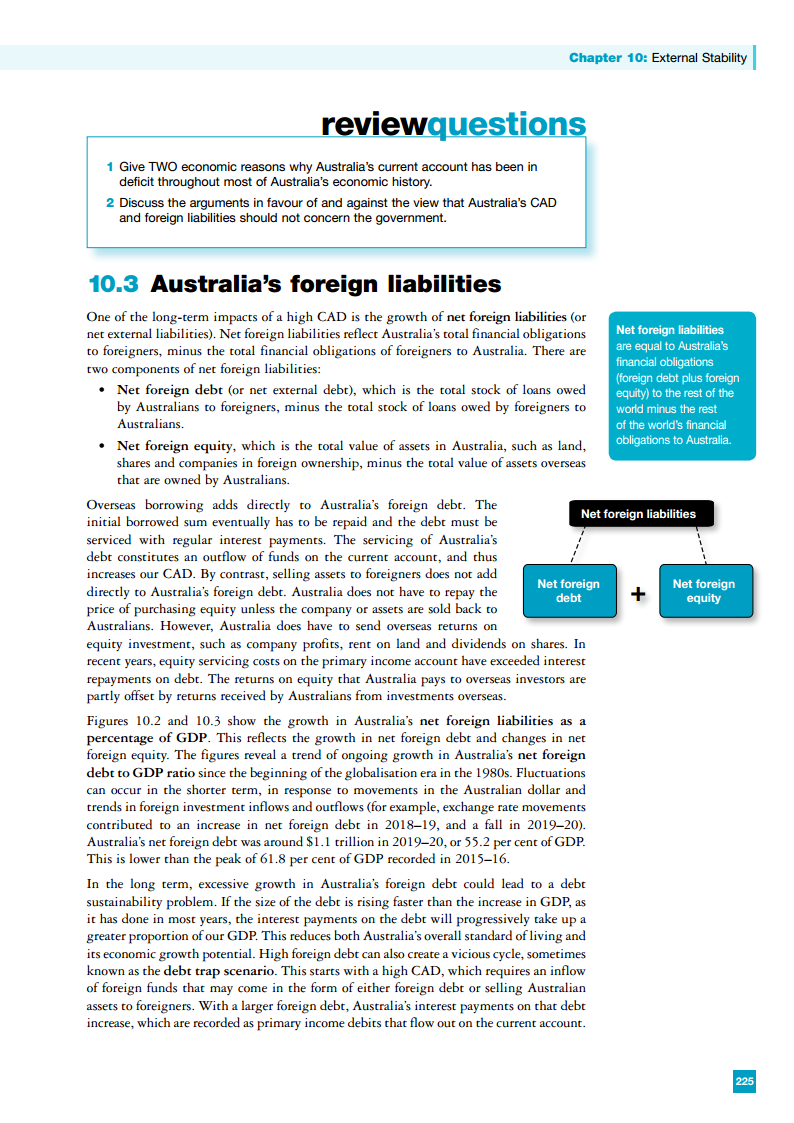 Chapter 10: External Stability
reviewquestions
1 Give TWO economic reasons why Australia's current account has been in
deficit throughout most of Australia's economic history.
2 Discuss the arguments in favour of and against the view that Australia's CAD
and foreign liabilities should not concern the government.
10.3 Australia's foreign liabilities
One of the long-term impacts of a high CAD is the growth of net foreign liabilities (or
net external liabilities). Net foreign liabilities reflect Australia's total financial obligations
to foreigners, minus the total financial obligations of foreigners to Australia. There are
two components of net foreign liabilities:
• Net foreign debt (or net external debt), which is the total stock of loans owed
by Australians to foreigners, minus the total stock of loans owed by foreigners to
Australians.
• Net foreign equity, which is the total value of assets in Australia, such as land,
shares and companies in foreign ownership, minus the total value of assets overseas
that are owned by Australians.
Net foreign liabilities
are equal to Australia's
financial obligations
(foreign debt plus foreign
equity) to the rest of the
world minus the rest
of the world's financial
obligations to Australia.
Overseas borrowing adds directly to Australia's foreign debt. The
initial borrowed sum eventually has to be repaid and the debt must be
serviced with regular interest payments. The servicing of Australia's
debt constitutes an outflow of funds on the current account, and thus
increases our CAD. By contrast, selling assets to foreigners does not add
directly to Australia's foreign debt. Australia does not have to repay the
price of purchasing equity unless the company or assets are sold back to
Australians. However, Australia does have to send overseas returns on
equity investment, such as company profits, rent on land and dividends on shares. In
recent years, equity servicing costs on the primary income account have exceeded interest
repayments on debt. The returns on equity that Australia pays to overseas investors are
partly offset by returns received by Australians from investments overseas.
Net foreign liabilities
Net foreign
debt
+
Net foreign
equity
Figures 10.2 and 10.3 show the growth in Australia's net foreign liabilities as a
percentage of GDP. This reflects the growth in net foreign debt and changes in net
foreign equity. The figures reveal a trend of ongoing growth in Australia's net foreign
debt to GDP ratio since the beginning of the globalisation era in the 1980s. Fluctuations
can occur in the shorter term, in response to movements in the Australian dollar and
trends in foreign investment inflows and outflows (for example, exchange rate movements
contributed to an increase in net foreign debt in 2018–19, and a fall in 2019–20).
Australia's net foreign debt was around $1.1 trillion in 2019–20, or 55.2 per cent of GDP.
This is lower than the peak of 61.8 per cent of GDP recorded in 2015–16.
In the long term, excessive growth in Australia's foreign debt could lead to a debt
sustainability problem. If the size of the debt is rising faster than the increase in GDP, as
it has done in most years, the interest payments on the debt will progressively take up a
greater proportion of our GDP. This reduces both Australia's overall standard of living and
its economic growth potential. High foreign debt can also create a vicious cycle, sometimes
known as the debt trap scenario. This starts with a high CAD, which requires an inflow
of foreign funds that may come in the form of either foreign debt or selling Australian
assets to foreigners. With a larger foreign debt, Australia's interest payments on that debt
increase, which are recorded as primary income debits that flow out on the current account.
225